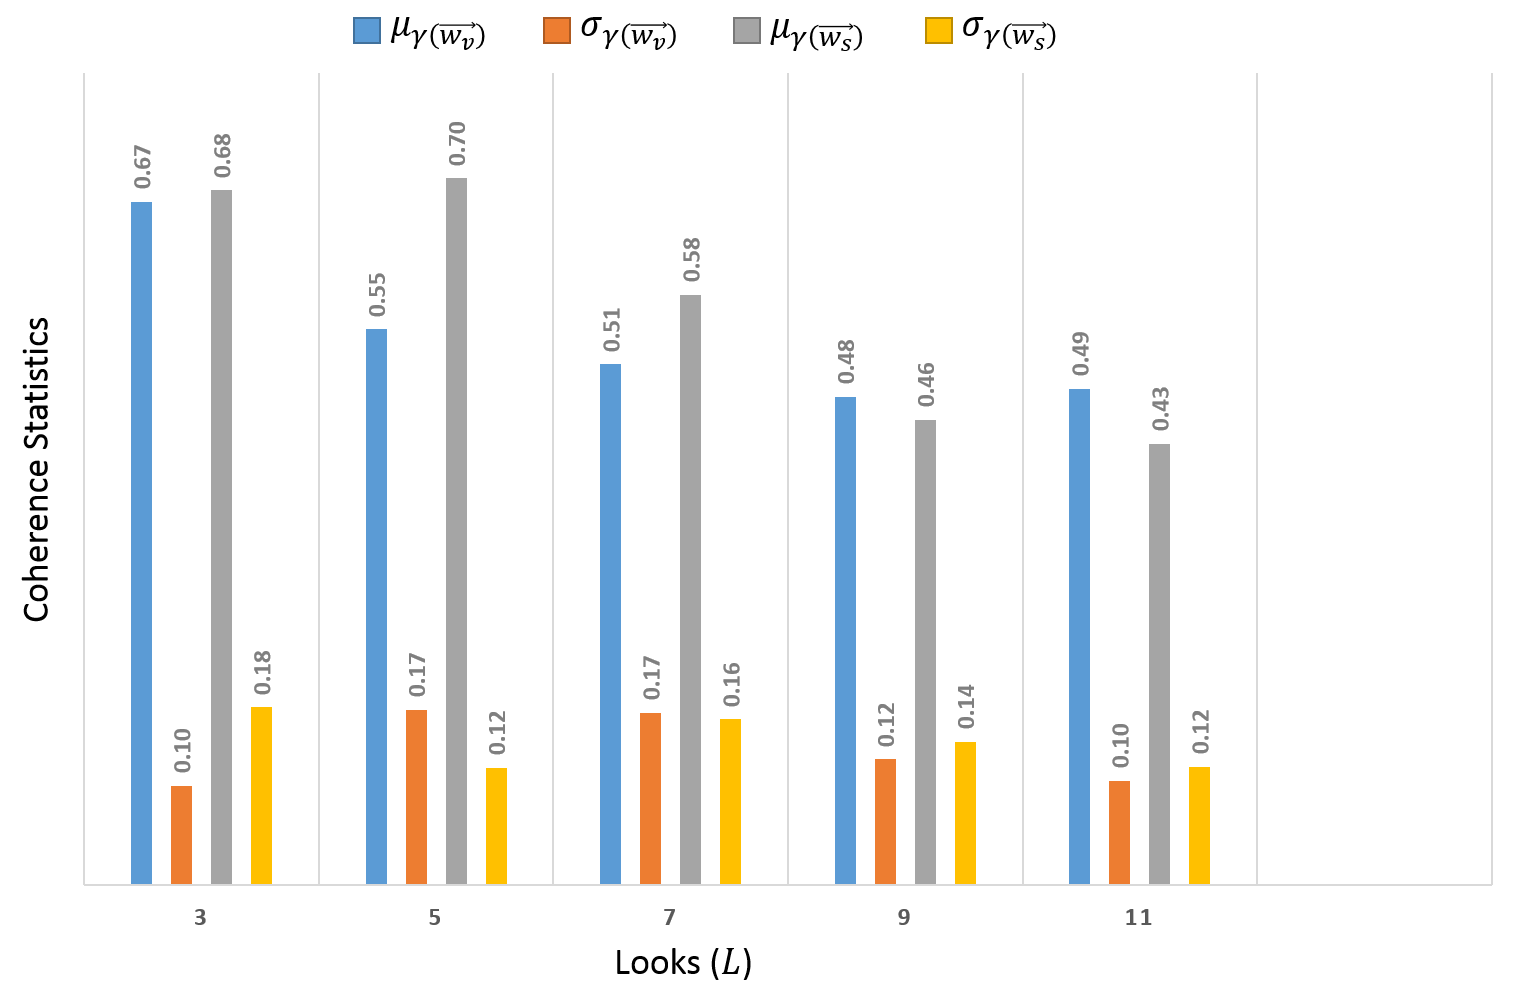 μγ(w⃗v) σγ(w⃗v) μγ(w⃗s) σγ(w⃗s)
Coherence Statistics
0.67 0.10 0.68 0.18
0.55 0.17 0.70 0.12
0.51 0.17 0.58 0.16
0.48 0.12 0.46 0.14
0.49 0.10 0.43 0.12
3 5 7 9 11
Looks (L)